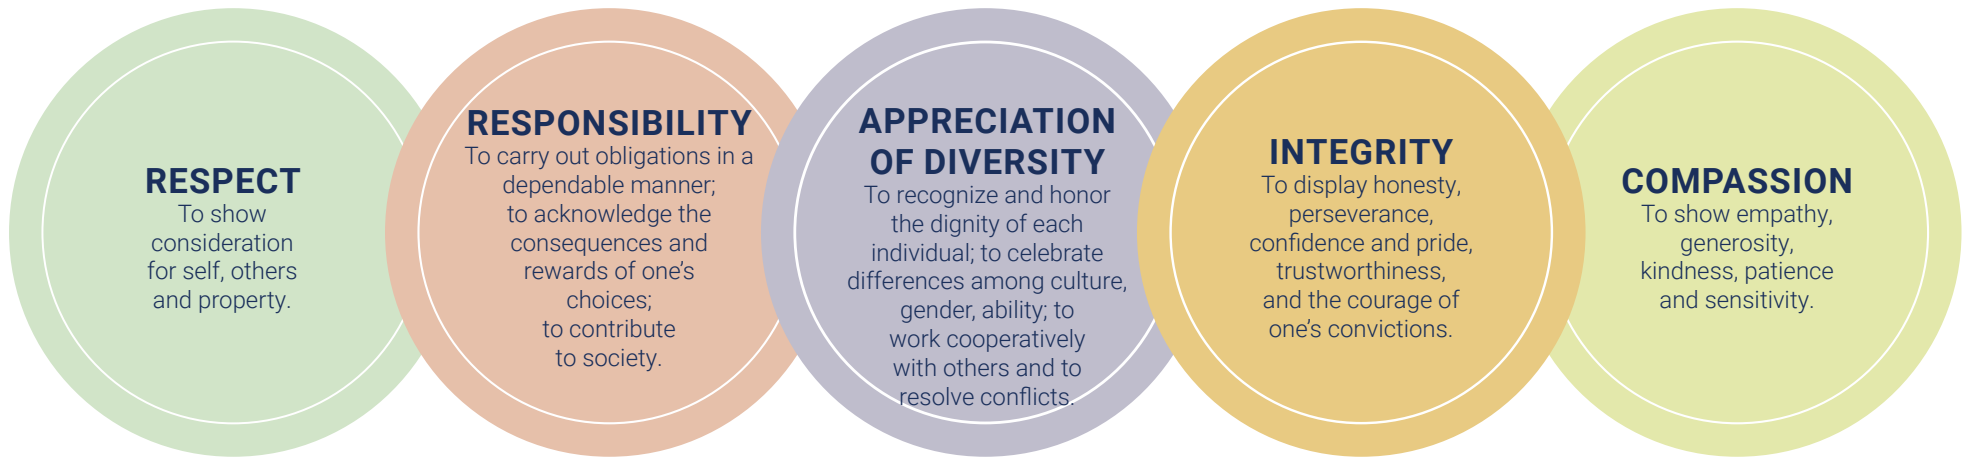 RESPECT
To show
consideration
for self, others
and property.
RESPONSIBILITY
To carry out obligations in a
dependable manner;
to acknowledge the
consequences and
rewards of one’s
choices;
to contribute
to society.
APPRECIATION
OF DIVERSITY
To recognize and honor
the dignity of each
individual; to celebrate
differences among culture,
gender, ability; to
work cooperatively
with others and to
resolve conflicts.
INTEGRITY
To display honesty,
perseverance,
confidence and pride,
trustworthiness,
and the courage of
one’s convictions.
COMPASSION
To show empathy,
generosity,
kindness, patience
and sensitivity.